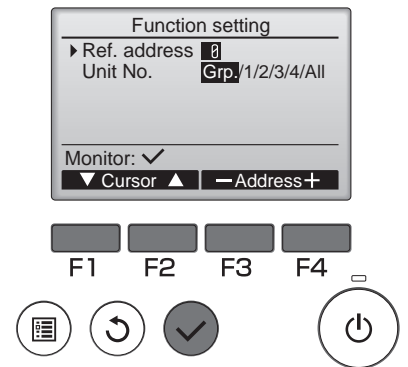 Function setting
Ref. address 0
Unit No. Grp./1/2/3/4/All
Monitor: ✓
▼ Cursor ▲ −Address+
F1 F2 F3 F4